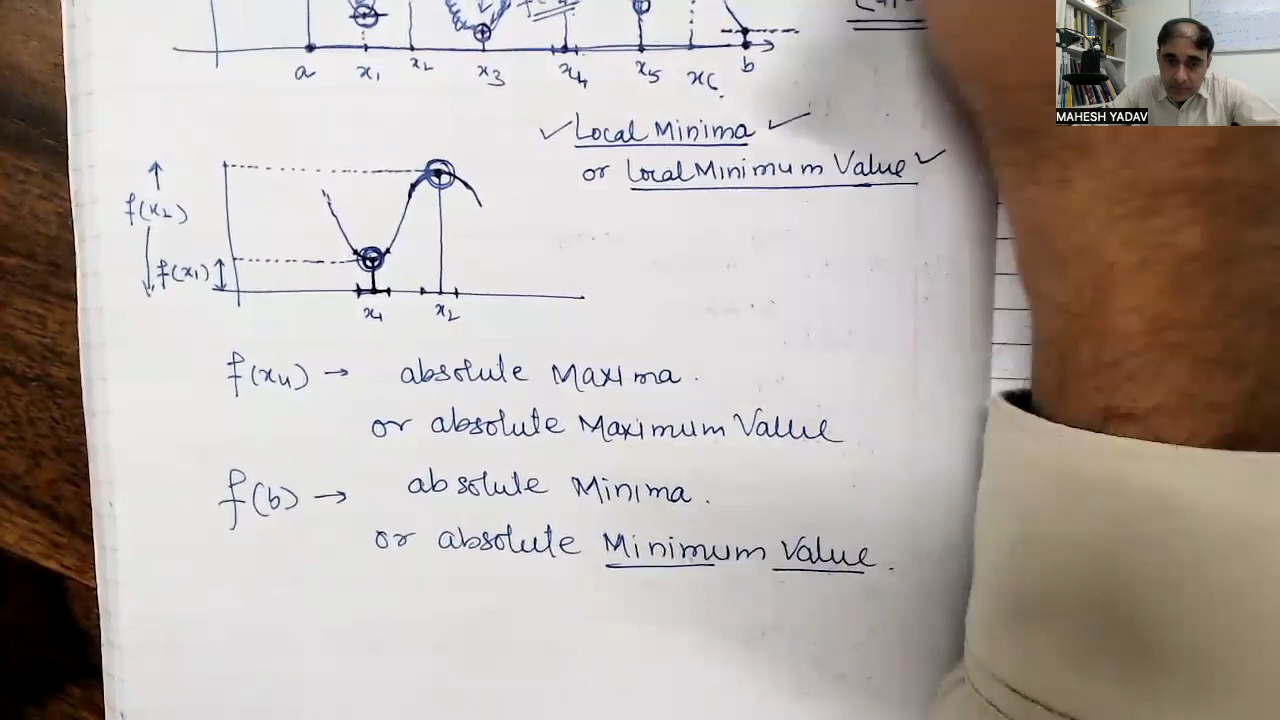 a x₁ x₂ x₃ x₄ x₅ x₆ b
MAHESH YADAV
✓Local Minima ✓
or Local Minimum Value ✓
f(x₂)
f(x₁)
x₁ x₂
f(x₄) → absolute Maxima.
or absolute Maximum Value
f(b) → absolute Minima.
or absolute Minimum Value.